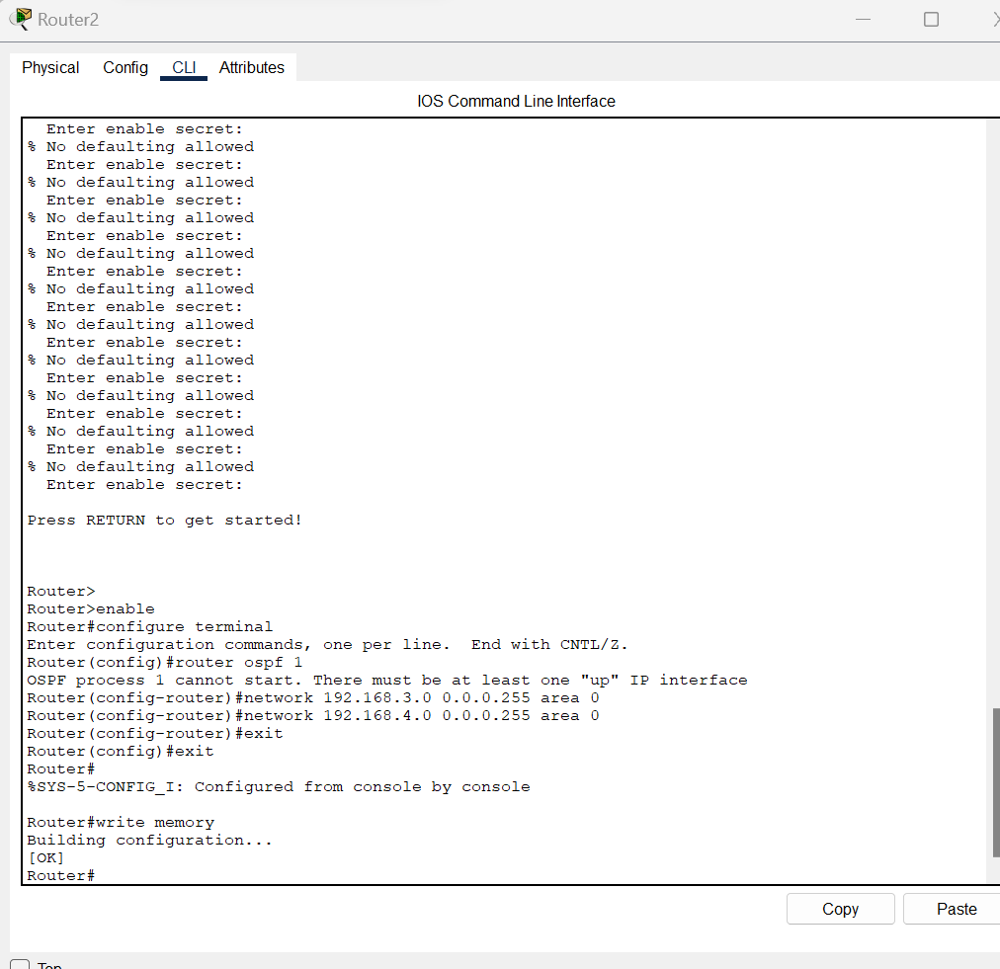 Router2
Physical Config CLI Attributes
IOS Command Line Interface
Enter enable secret:
% No defaulting allowed
Enter enable secret:
% No defaulting allowed
Enter enable secret:
% No defaulting allowed
Enter enable secret:
% No defaulting allowed
Enter enable secret:
% No defaulting allowed
Enter enable secret:
% No defaulting allowed
Enter enable secret:
% No defaulting allowed
Enter enable secret:
% No defaulting allowed
Enter enable secret:
% No defaulting allowed
Enter enable secret:
% No defaulting allowed
Enter enable secret:
Press RETURN to get started!
Router>
Router>enable
Router#configure terminal
Enter configuration commands, one per line.  End with CNTL/Z.
Router(config)#router ospf 1
OSPF process 1 cannot start. There must be at least one "up" IP interface
Router(config-router)#network 192.168.3.0 0.0.0.255 area 0
Router(config-router)#network 192.168.4.0 0.0.0.255 area 0
Router(config-router)#exit
Router(config)#exit
Router#
%SYS-5-CONFIG_I: Configured from console by console
Router#write memory
Building configuration...
[OK]
Router#
Copy Paste
Top